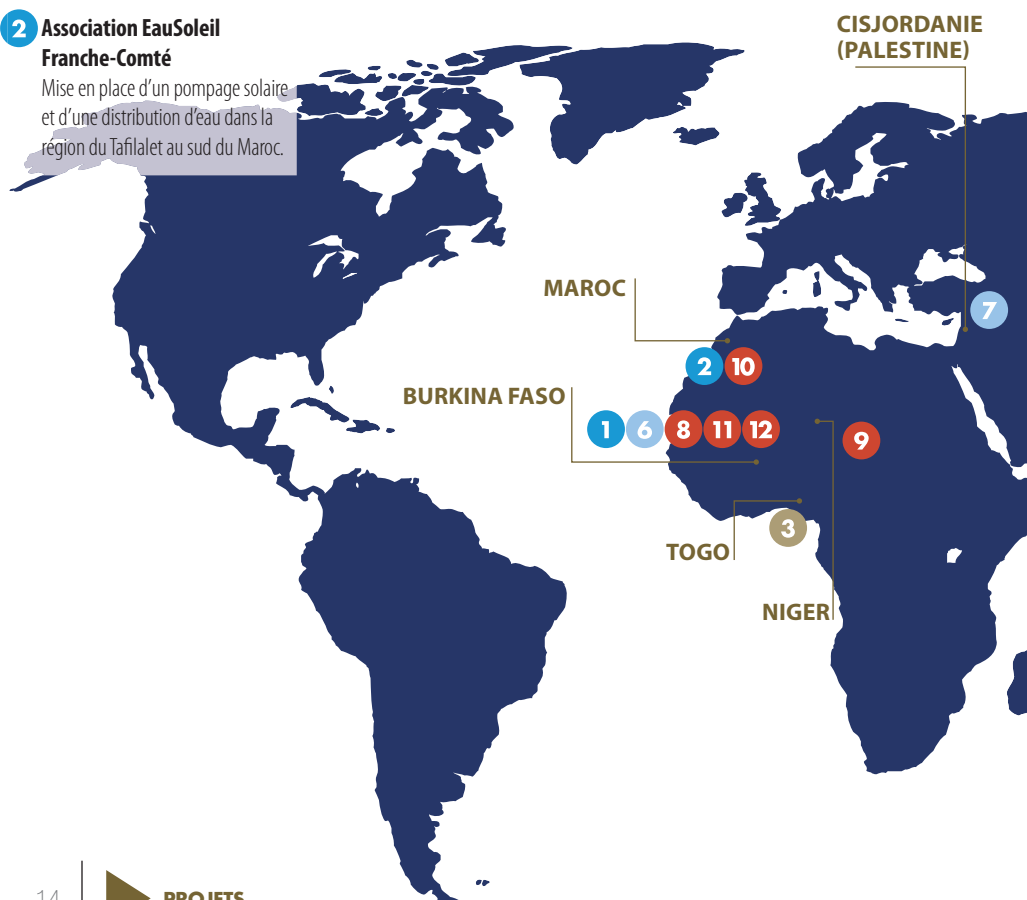 2 Association EauSoleil
Franche-Comté
Mise en place d'un pompage solaire
et d'une distribution d'eau dans la
région du Tafilalet au sud du Maroc.
CISJORDANIE
(PALESTINE)
7
MAROC
2 10
BURKINA FASO
1 6 8 11 12
9
3
TOGO
NIGER
14
PROJETS